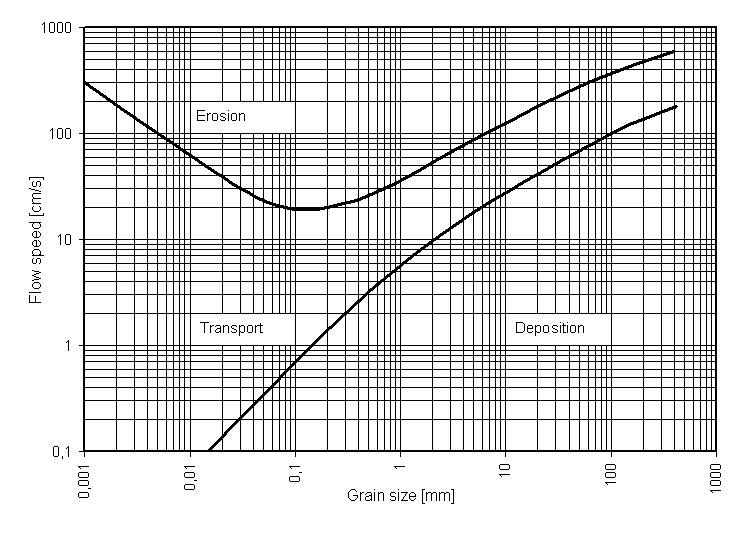 1000
Erosion
100
Flow speed [cm/s]
10
Transport
Deposition
1
0,1
0,001
0,01
0,1
1
10
100
1000
Grain size [mm]